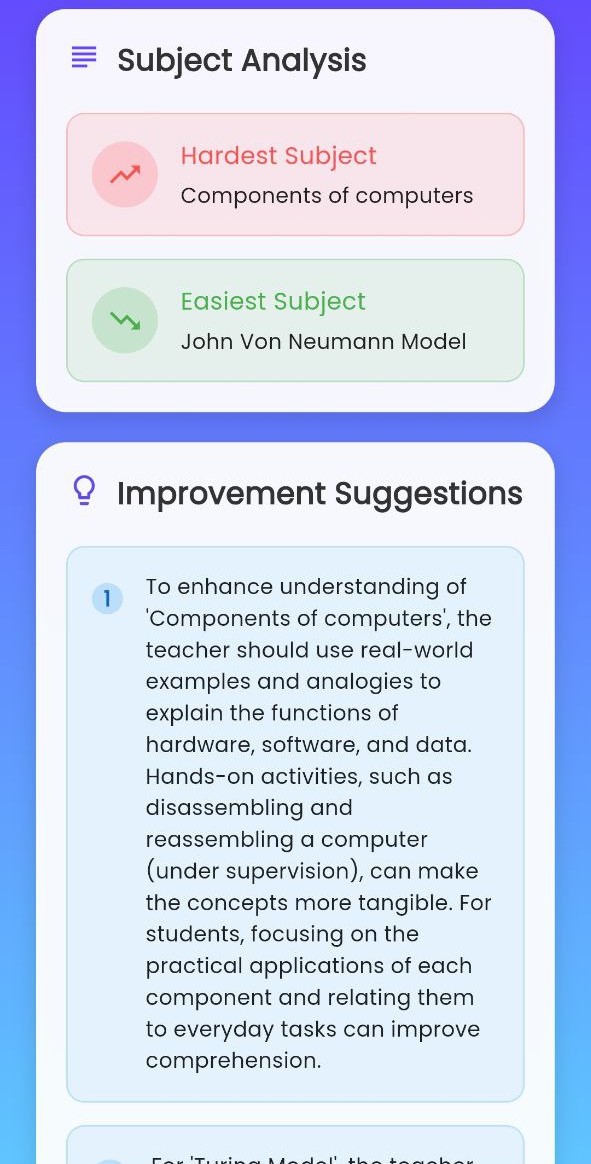 Subject Analysis
Hardest Subject
Components of computers
Easiest Subject
John Von Neumann Model
Improvement Suggestions
1
To enhance understanding of
'Components of computers', the
teacher should use real-world
examples and analogies to
explain the functions of
hardware, software, and data.
Hands-on activities, such as
disassembling and
reassembling a computer
(under supervision), can make
the concepts more tangible. For
students, focusing on the
practical applications of each
component and relating them
to everyday tasks can improve
comprehension.
For 'Turing Model', the teacher